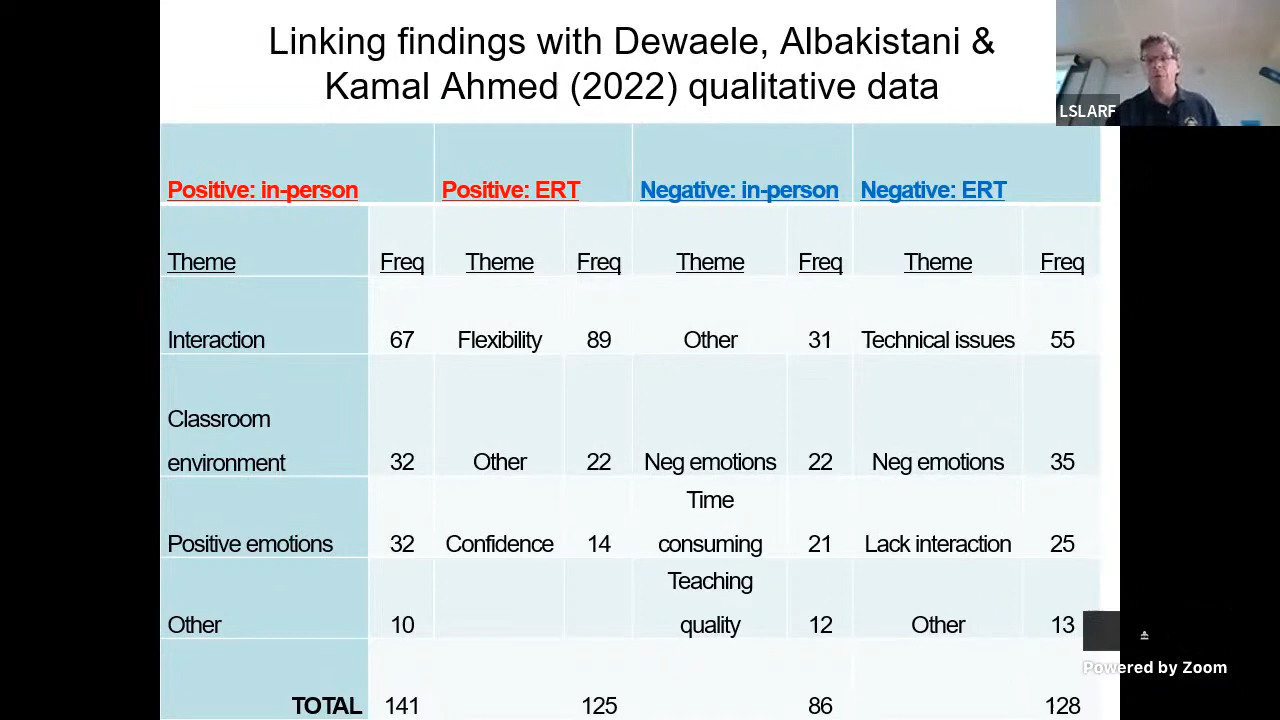 Linking findings with Dewaele, Albakistani &
Kamal Ahmed (2022) qualitative data
LSLARF
Positive: in-person Positive: ERT Negative: in-person Negative: ERT
Theme Freq Theme Freq Theme Freq Theme Freq
Interaction 67 Flexibility 89 Other 31 Technical issues 55
Classroom
environment 32 Other 22 Neg emotions 22 Neg emotions 35
Time
Positive emotions 32 Confidence 14 consuming 21 Lack interaction 25
Teaching
Other 10 quality 12 Other 13
Powered by Zoom
TOTAL 141 125 86 128